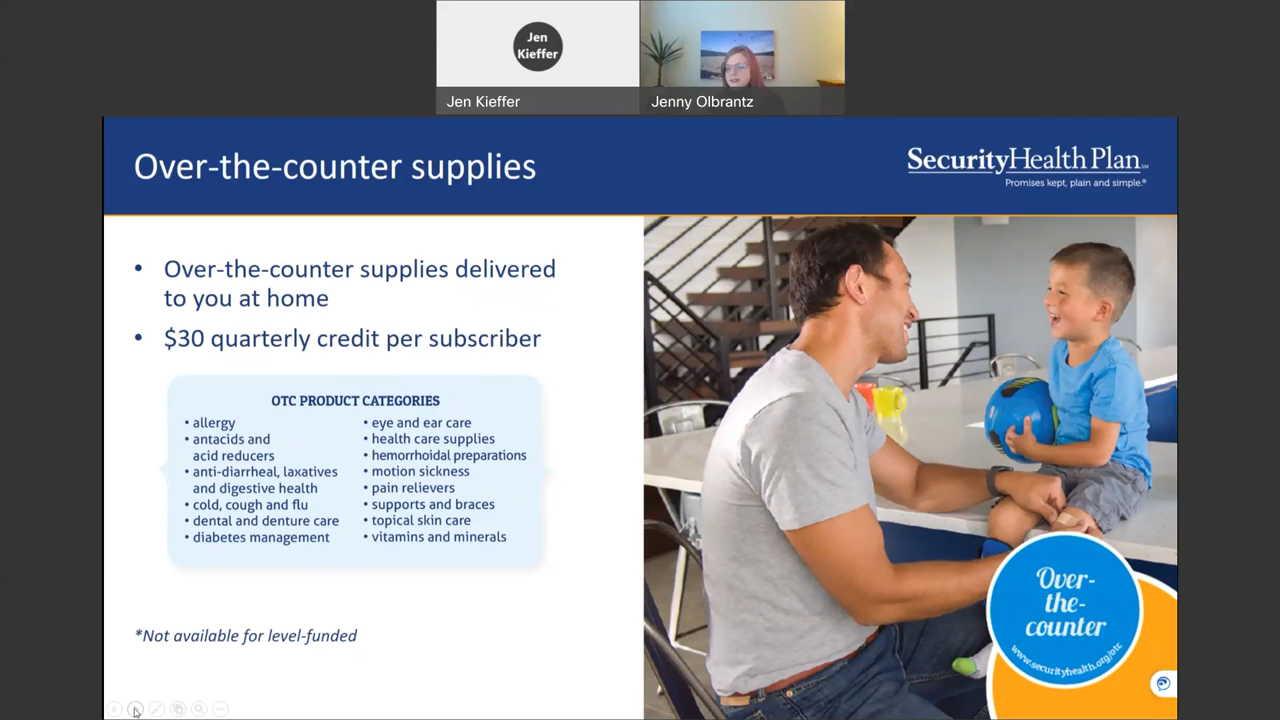 Jen
Kieffer
Jen Kieffer
Jenny Olbrantz
Over-the-counter supplies
SecurityHealth Plan SM
Promises kept, plain and simple.®
• Over-the-counter supplies delivered
to you at home
• $30 quarterly credit per subscriber
OTC PRODUCT CATEGORIES
• allergy
• antacids and
acid reducers
• anti-diarrheal, laxatives
and digestive health
• cold, cough and flu
• dental and denture care
• diabetes management
• eye and ear care
• health care supplies
• hemorrhoidal preparations
• motion sickness
• pain relievers
• supports and braces
• topical skin care
• vitamins and minerals
*Not available for level-funded
Over-
the-
counter
www.securityhealth.org/otc